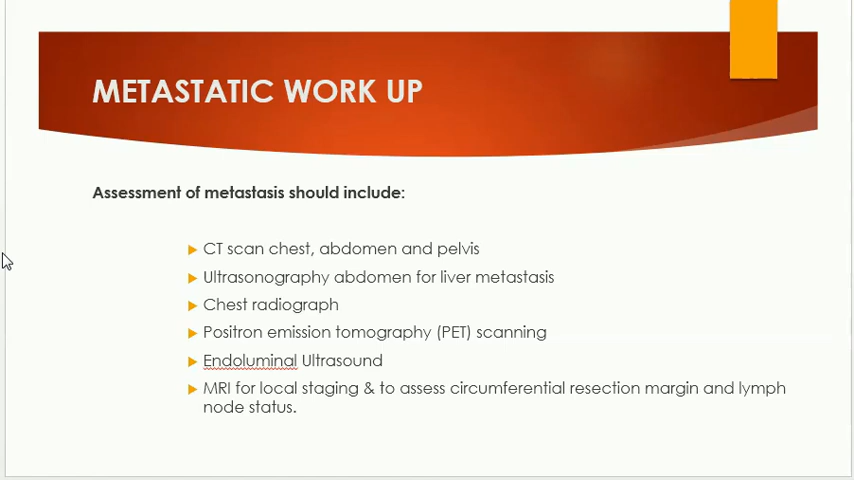 METASTATIC WORK UP
Assessment of metastasis should include:
CT scan chest, abdomen and pelvis
Ultrasonography abdomen for liver metastasis
Chest radiograph
Positron emission tomography (PET) scanning
Endoluminal Ultrasound
MRI for local staging & to assess circumferential resection margin and lymph
node status.